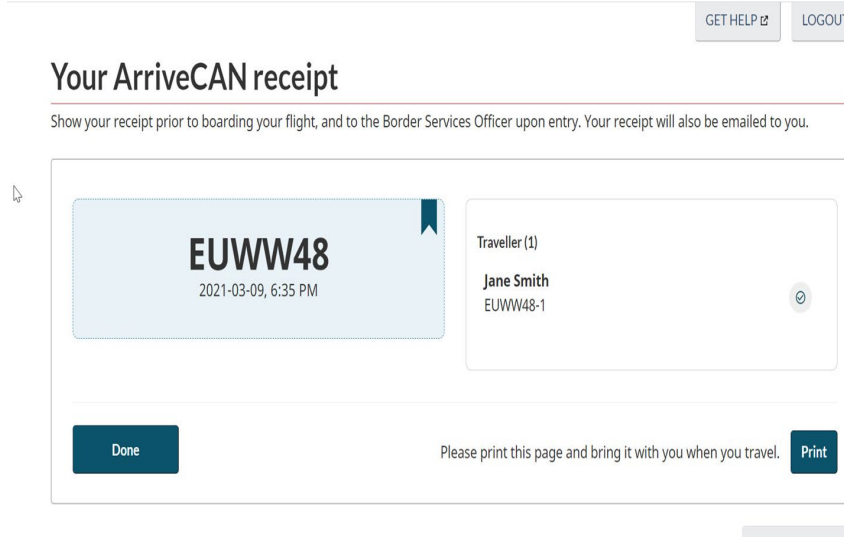 GET HELP
Your ArriveCAN receipt
Show your receipt prior to boarding your flight, and to the Border Services Officer upon entry. Your receipt will also be emailed to you.
EUWW48
2021-03-09, 6:35 PM
Traveller (1)
Jane Smith
EUWW48-1
Done
Please print this page and bring it with you when you travel.
Print